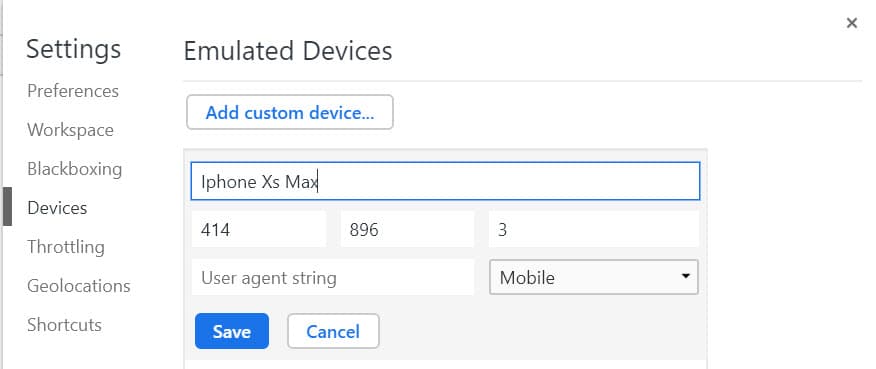 Settings
Preferences
Workspace
Blackboxing
Devices
Throttling
Geolocations
Shortcuts
×
Emulated Devices
Add custom device...
Iphone Xs Max
414 896 3
User agent string Mobile
Save Cancel